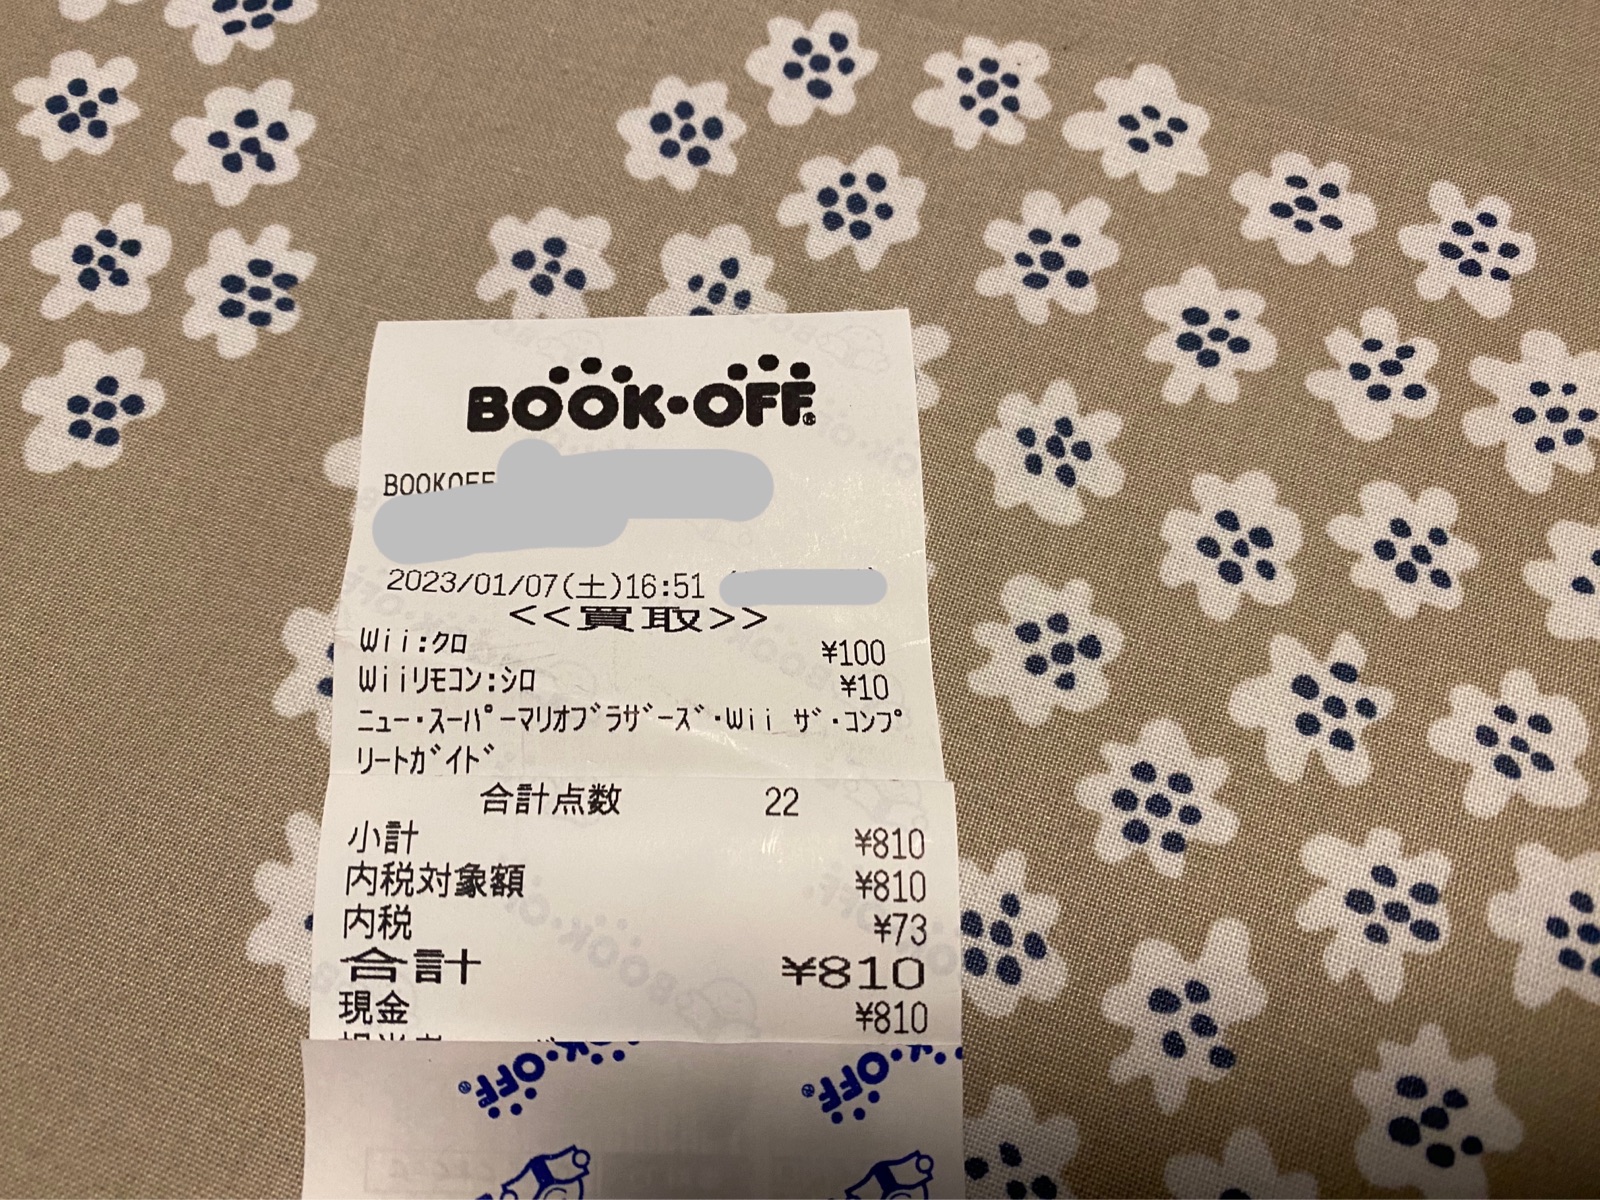 BOOK・OFF®
BOOKOFF
2023/01/07(土)16:51
<<買取>>
Wii:クロ ¥100
Wiiリモコン:シロ ¥10
ニュー・スーパーマリオブラザーズ・Wii ザ・コンプ
リートガイド
合計点数 22
小計 ¥810
内税対象額 ¥810
内税 ¥73
合計 ¥810
現金 ¥810